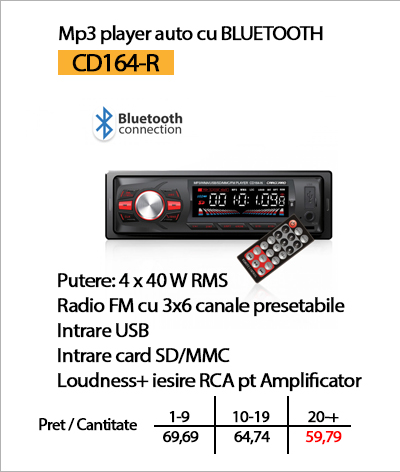 Mp3 player auto cu BLUETOOTH
CD164-R
Bluetooth
connection
Putere: 4 x 40 W RMS
Radio FM cu 3x6 canale presetabile
Intrare USB
Intrare card SD/MMC
Loudness+ iesire RCA pt Amplificator
Pret / Cantitate 1-9 10-19 20-+
69,69 64,74 59,79